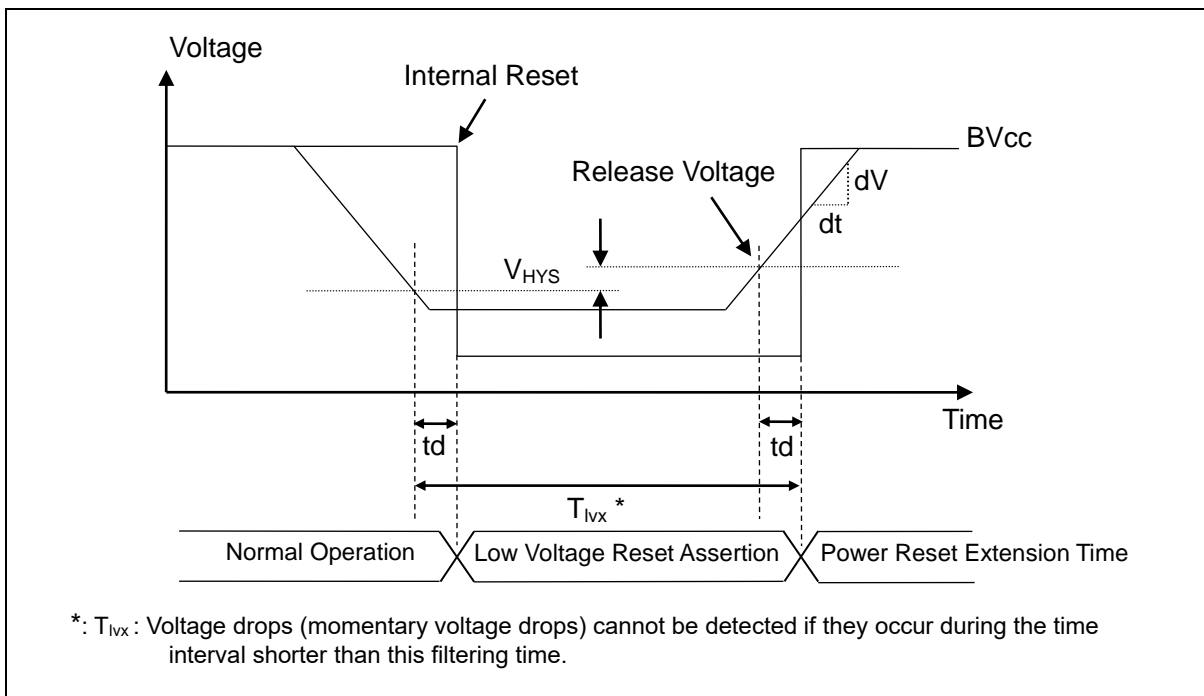 Voltage
Internal Reset
BVcc
Release Voltage
dV
dt
VHYS
Time
td
td
Tlvx *
Normal Operation
Low Voltage Reset Assertion
Power Reset Extension Time
*: Tlvx : Voltage drops (momentary voltage drops) cannot be detected if they occur during the time
interval shorter than this filtering time.